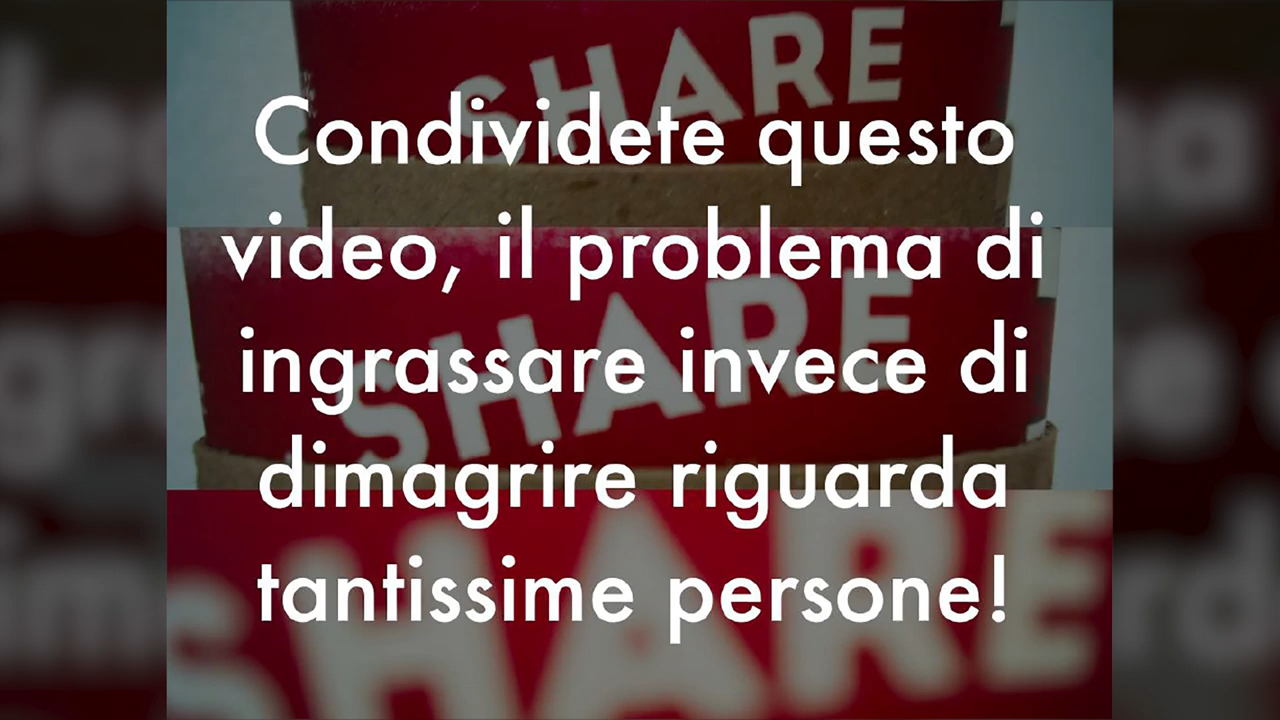 SHARE
Condividete questo
video, il problema di
SHARE
ingrassare invece di
dimagrire riguarda
tantissime persone!
SHARE